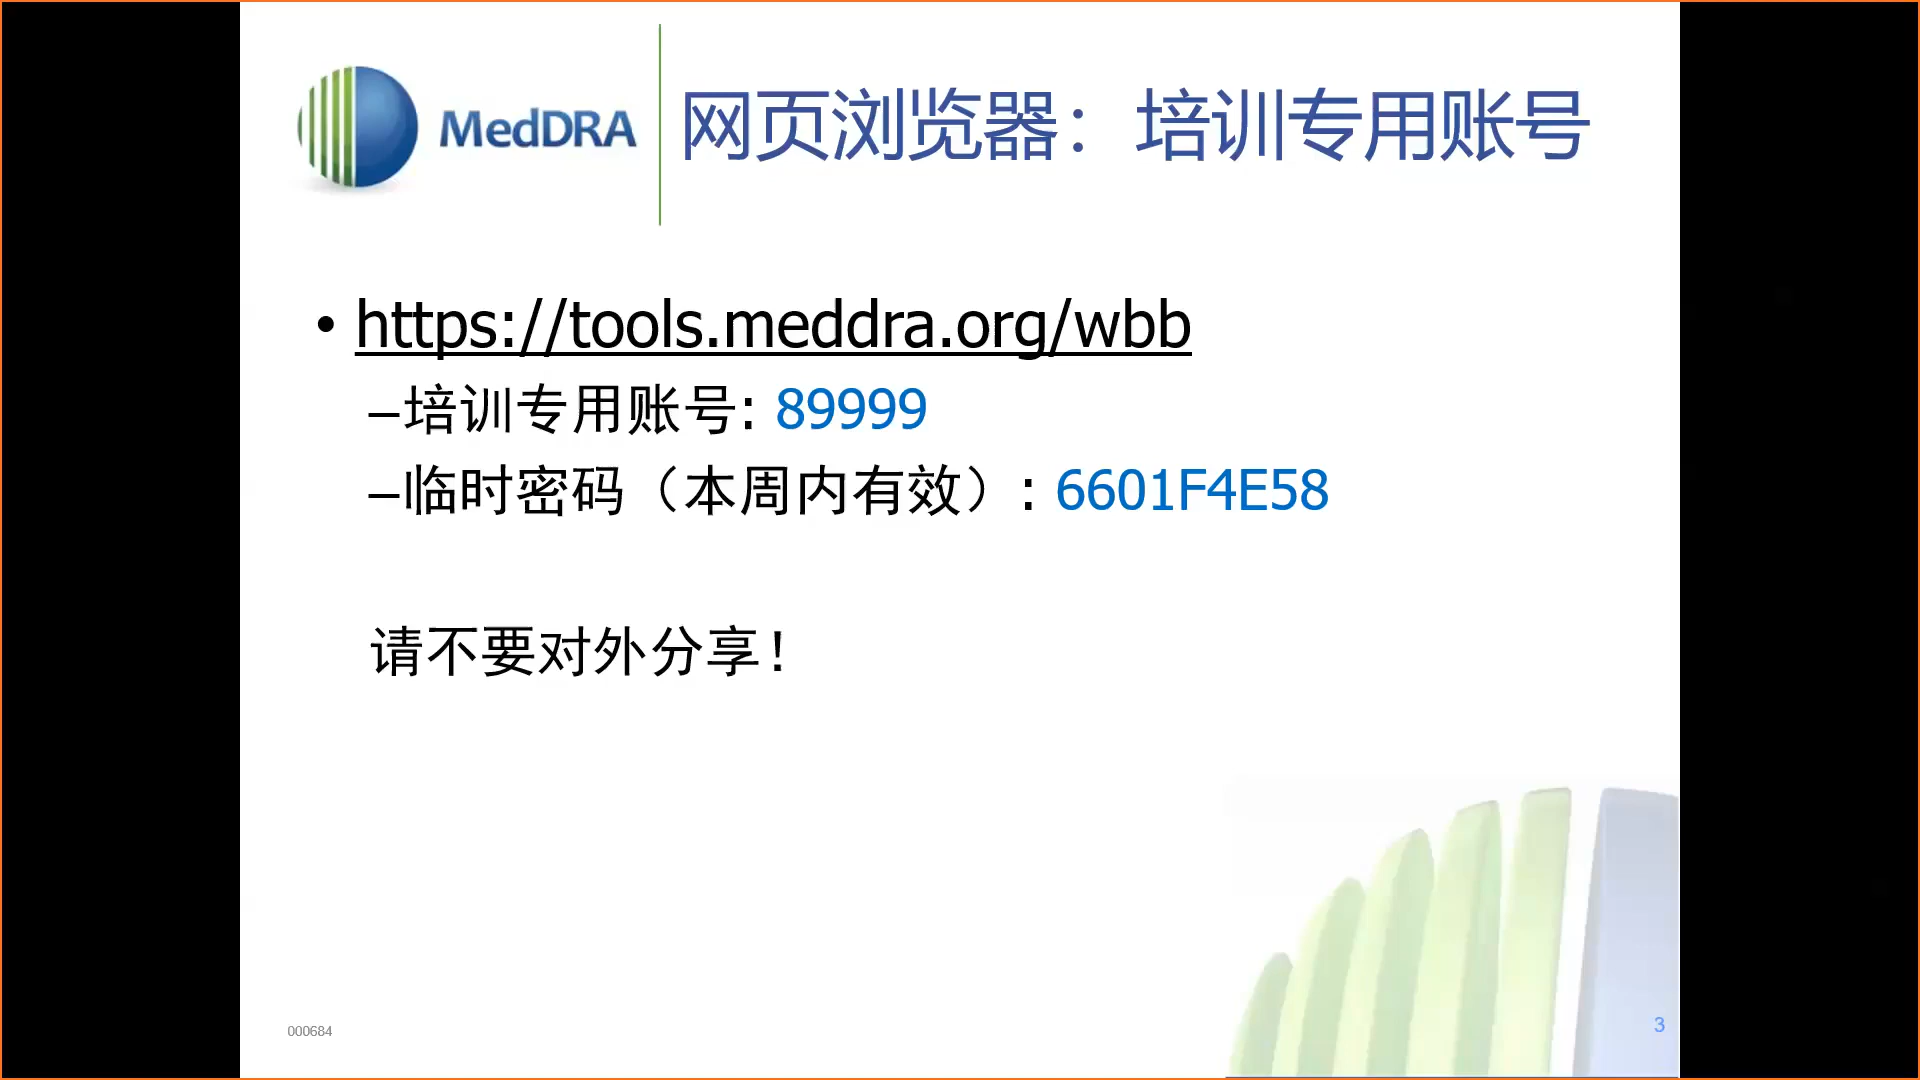 MedDRA
网页浏览器：培训专用账号
• https://tools.meddra.org/wbb
–培训专用账号: 89999
–临时密码（本周内有效）: 6601F4E58
请不要对外分享！
000684
3